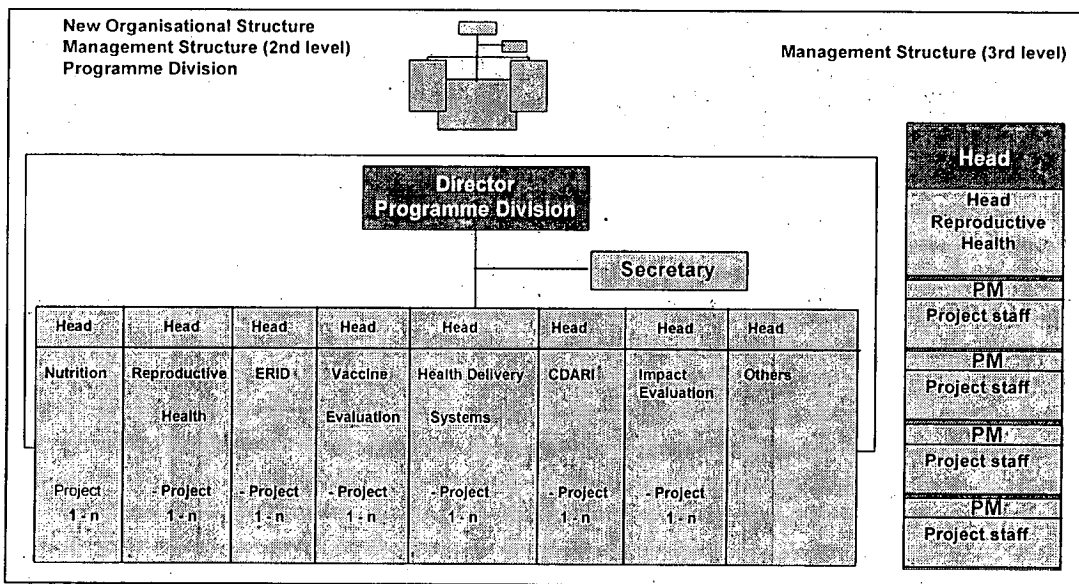 New Organisational Structure
Management Structure (2nd level)
Programme Division
Management Structure (3rd level)
Director
Programme Division
Secretary
Head Head Head Head Head Head Head Head
Nutrition Reproductive ERID Vaccine Health Delivery CDARI Impact Others
Evaluation
Health Evaluation Systems
Project - Project - Project - Project - Project - Project - Project
1 - n 1 - n 1 - n 1 - n 1 - n 1 - n 1 - n
Head
Head
Reproductive
Health
PM
Project staff
PM
Project staff
PM
Project staff
PM
Project staff